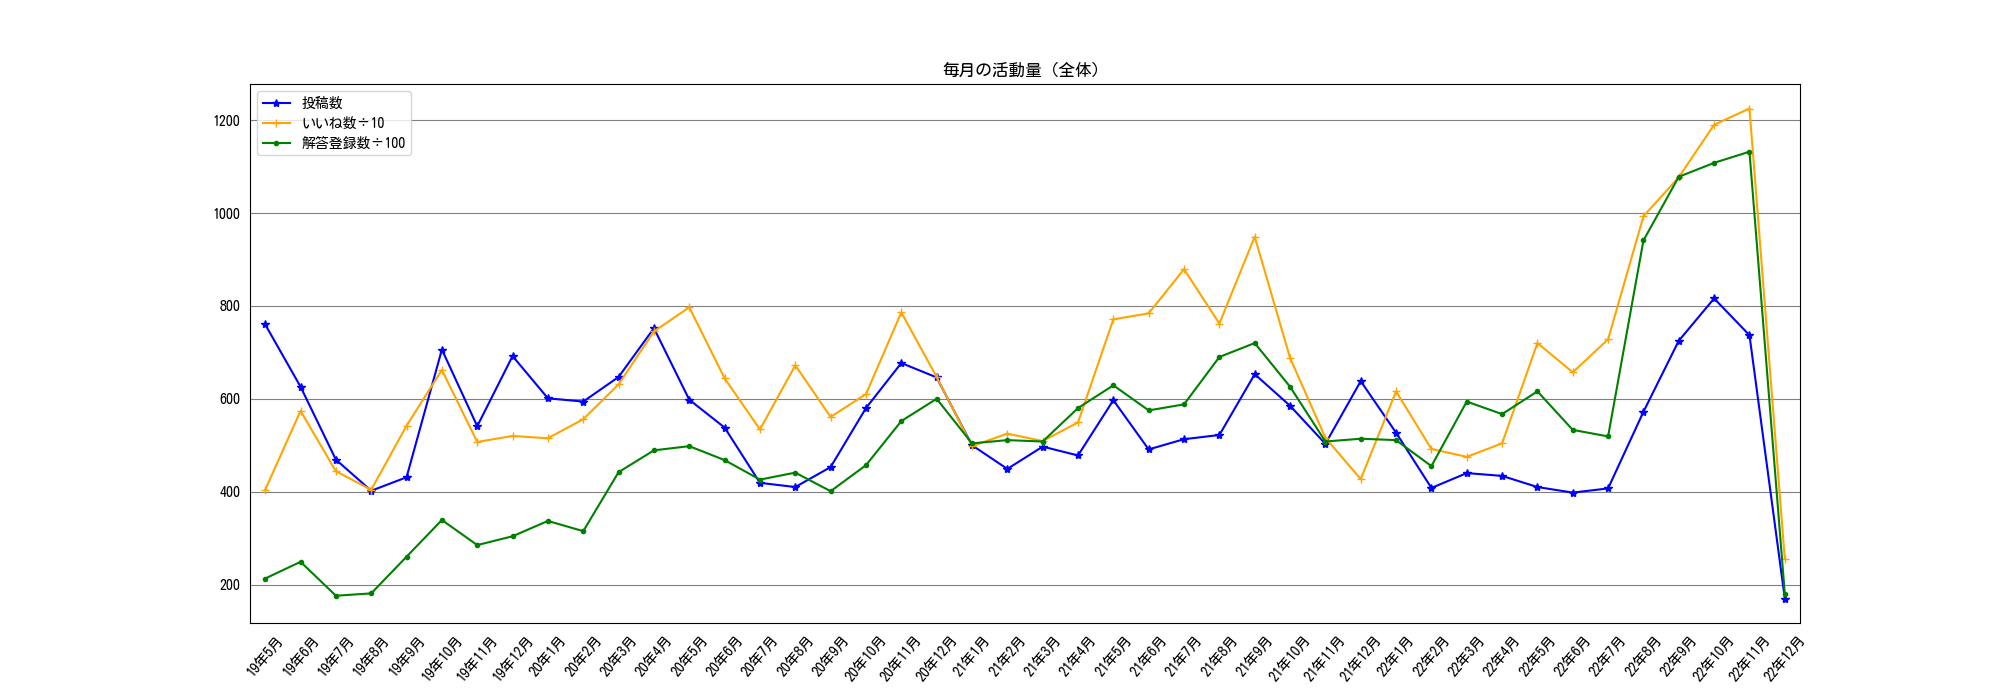 毎月の活動量（全体）
投稿数
いいね数÷10
解答登録数÷100
1200
1000
800
600
400
200
19年5月
19年6月
19年7月
19年8月
19年9月
19年10月
19年11月
19年12月
20年1月
20年2月
20年3月
20年4月
20年5月
20年6月
20年7月
20年8月
20年9月
20年10月
20年11月
20年12月
21年1月
21年2月
21年3月
21年4月
21年5月
21年6月
21年7月
21年8月
21年9月
21年10月
21年11月
21年12月
22年1月
22年2月
22年3月
22年4月
22年5月
22年6月
22年7月
22年8月
22年9月
22年10月
22年11月
22年12月